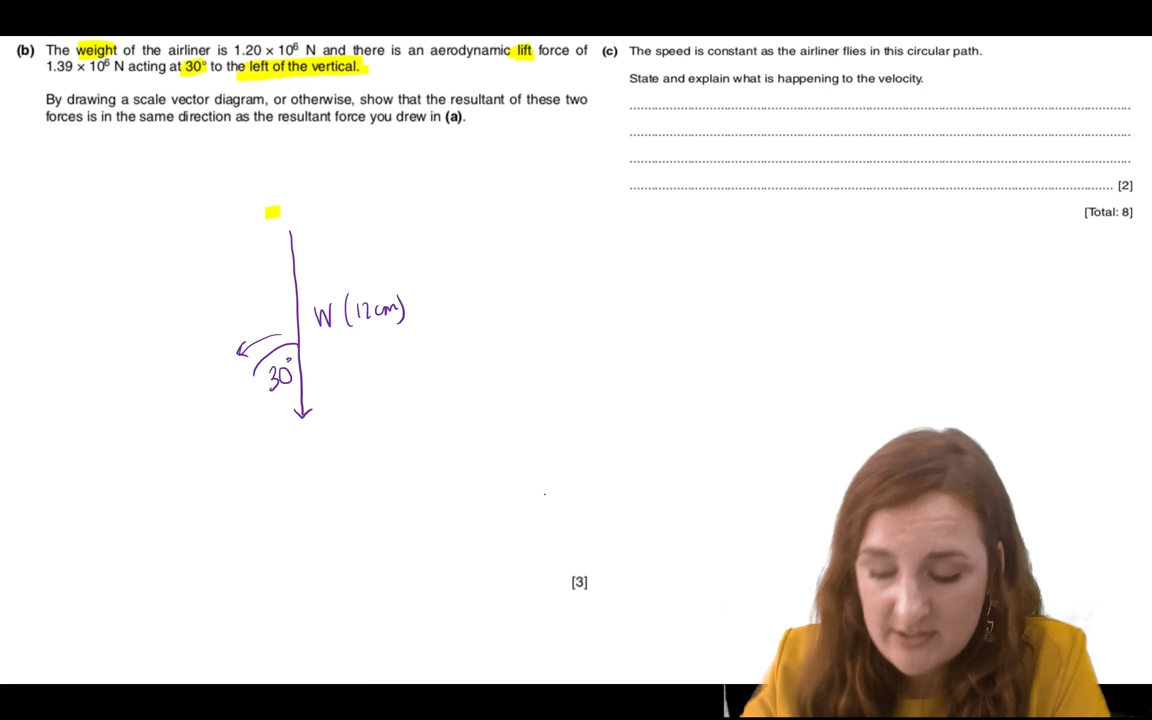 (b) The weight of the airliner is 1.20 × 10⁶ N and there is an aerodynamic lift force of
1.39 × 10⁶ N acting at 30° to the left of the vertical.
By drawing a scale vector diagram, or otherwise, show that the resultant of these two
forces is in the same direction as the resultant force you drew in (a).
W (12cm)
30°
[3]
(c) The speed is constant as the airliner flies in this circular path.
State and explain what is happening to the velocity.
[2]
[Total: 8]